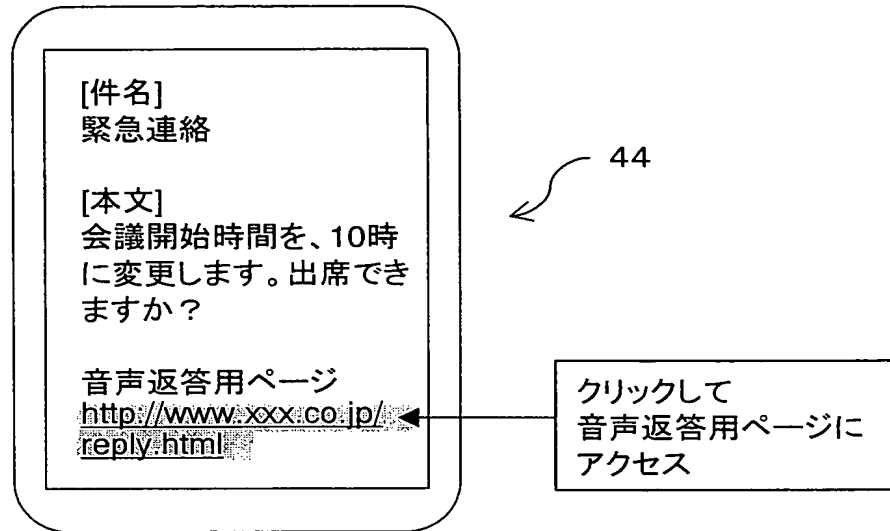 [件名]
緊急連絡
[本文]
会議開始時間を、10時
に変更します。出席でき
ますか？
音声返答用ページ
http://www.xxx.co.jp/
reply.html
44
クリックして
音声返答用ページに
アクセス